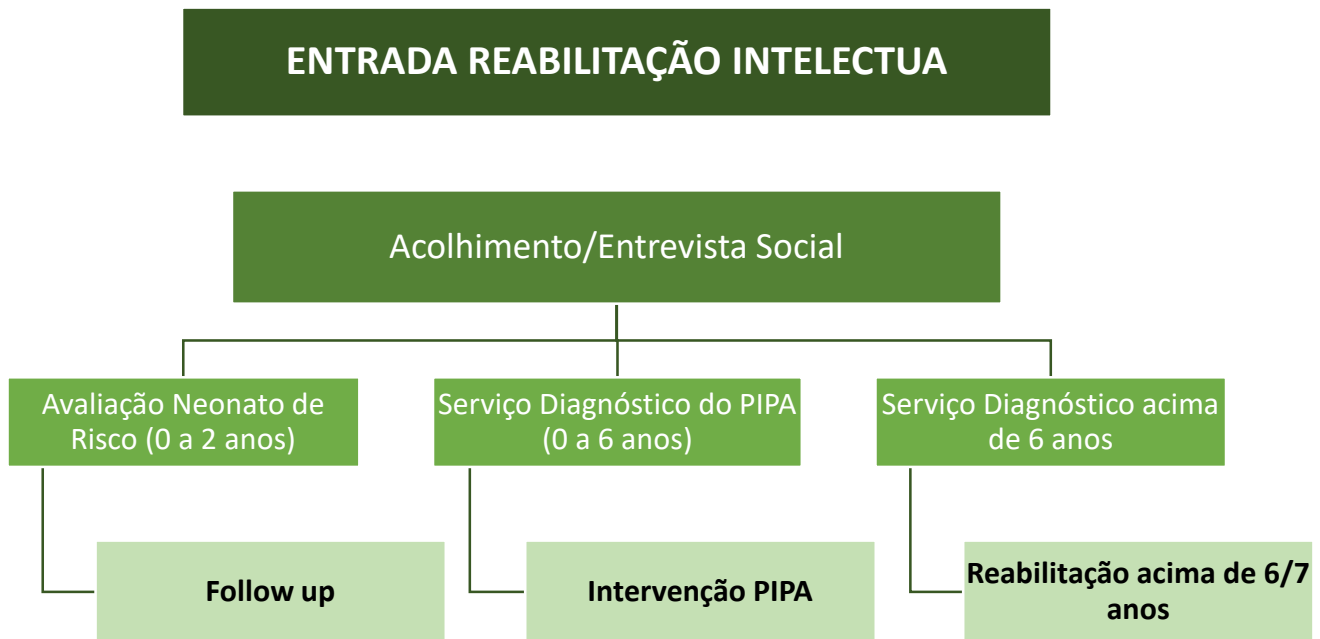 ENTRADA REABILITAÇÃO INTELECTUA
Acolhimento/Entrevista Social
Avaliação Neonato de
Risco (0 a 2 anos)
Serviço Diagnóstico do PIPA
(0 a 6 anos)
Serviço Diagnóstico acima
de 6 anos
Follow up
Intervenção PIPA
Reabilitação acima de 6/7
anos